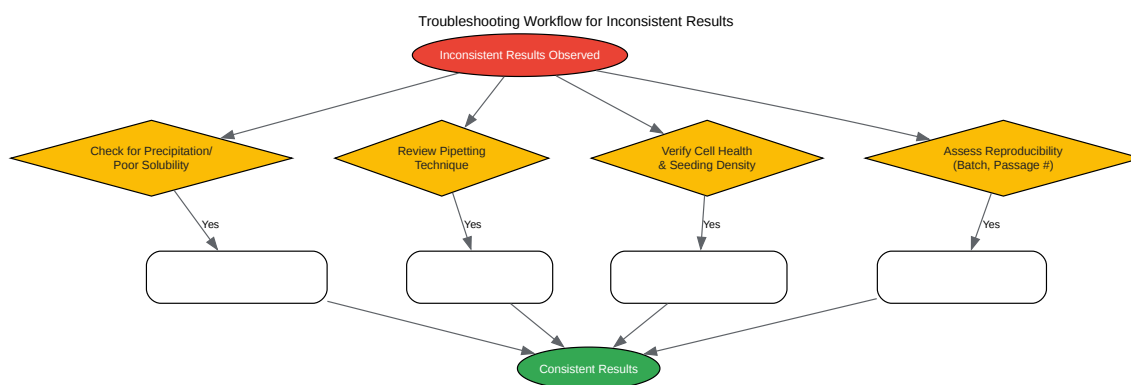 Troubleshooting Workflow for Inconsistent Results
Inconsistent Results Observed
Check for Precipitation/
Poor Solubility
Review Pipetting
Technique
Verify Cell Health
& Seeding Density
Assess Reproducibility
(Batch, Passage #)
Yes
Yes
Yes
Yes
Consistent Results